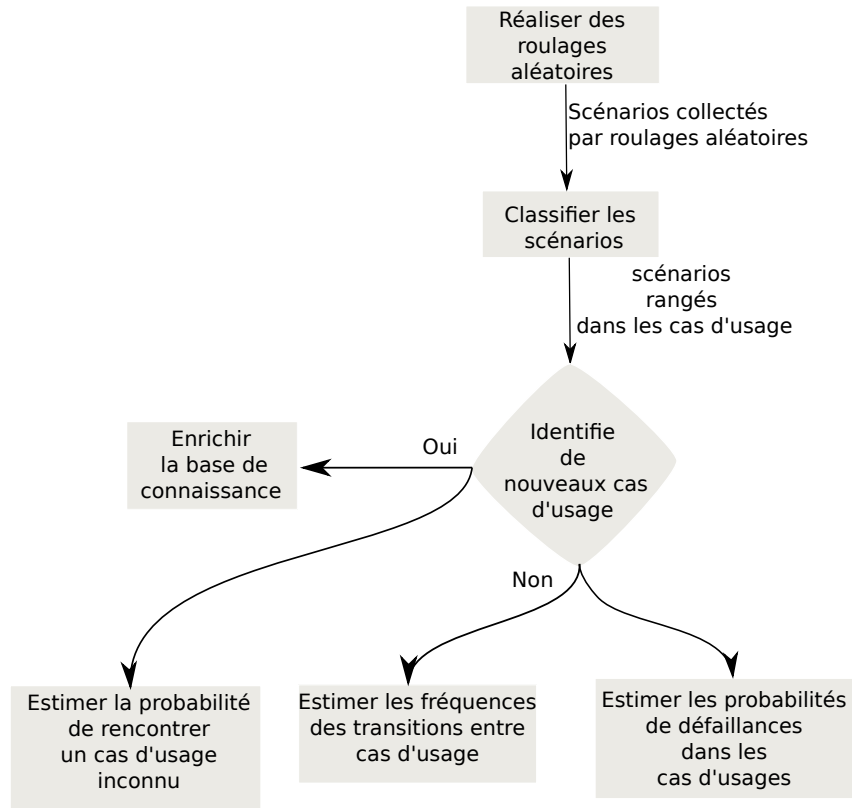 Réaliser des
roulages
aléatoires
Scénarios collectés
par roulages aléatoires
Classifier les
scénarios
scénarios
rangés
dans les cas d'usage
Identifie
de
nouveaux cas
d'usage
Oui
Enrichir
la base de
connaissance
Non
Estimer la probabilité
de rencontrer
un cas d'usage
inconnu
Estimer les fréquences
des transitions entre
cas d'usage
Estimer les probabilités
de défaillances
dans les
cas d'usages